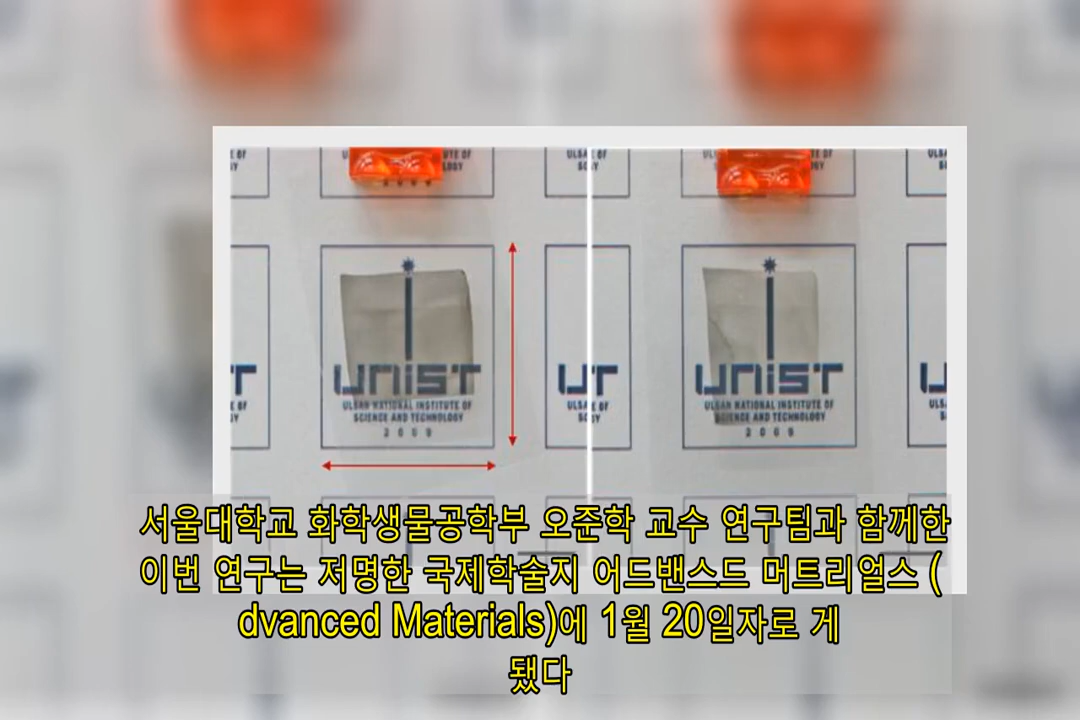 UNIST
ULSAN NATIONAL INSTITUTE OF
SCIENCE AND TECHNOLOGY
2009
UNIST
ULSAN NATIONAL INSTITUTE OF
SCIENCE AND TECHNOLOGY
2009
서울대학교 화학생물공학부 오준학 교수 연구팀과 함께한
이번 연구는 저명한 국제학술지 어드밴스드 머트리얼스 (
dvanced Materials)에 1월 20일자로 게
됐다